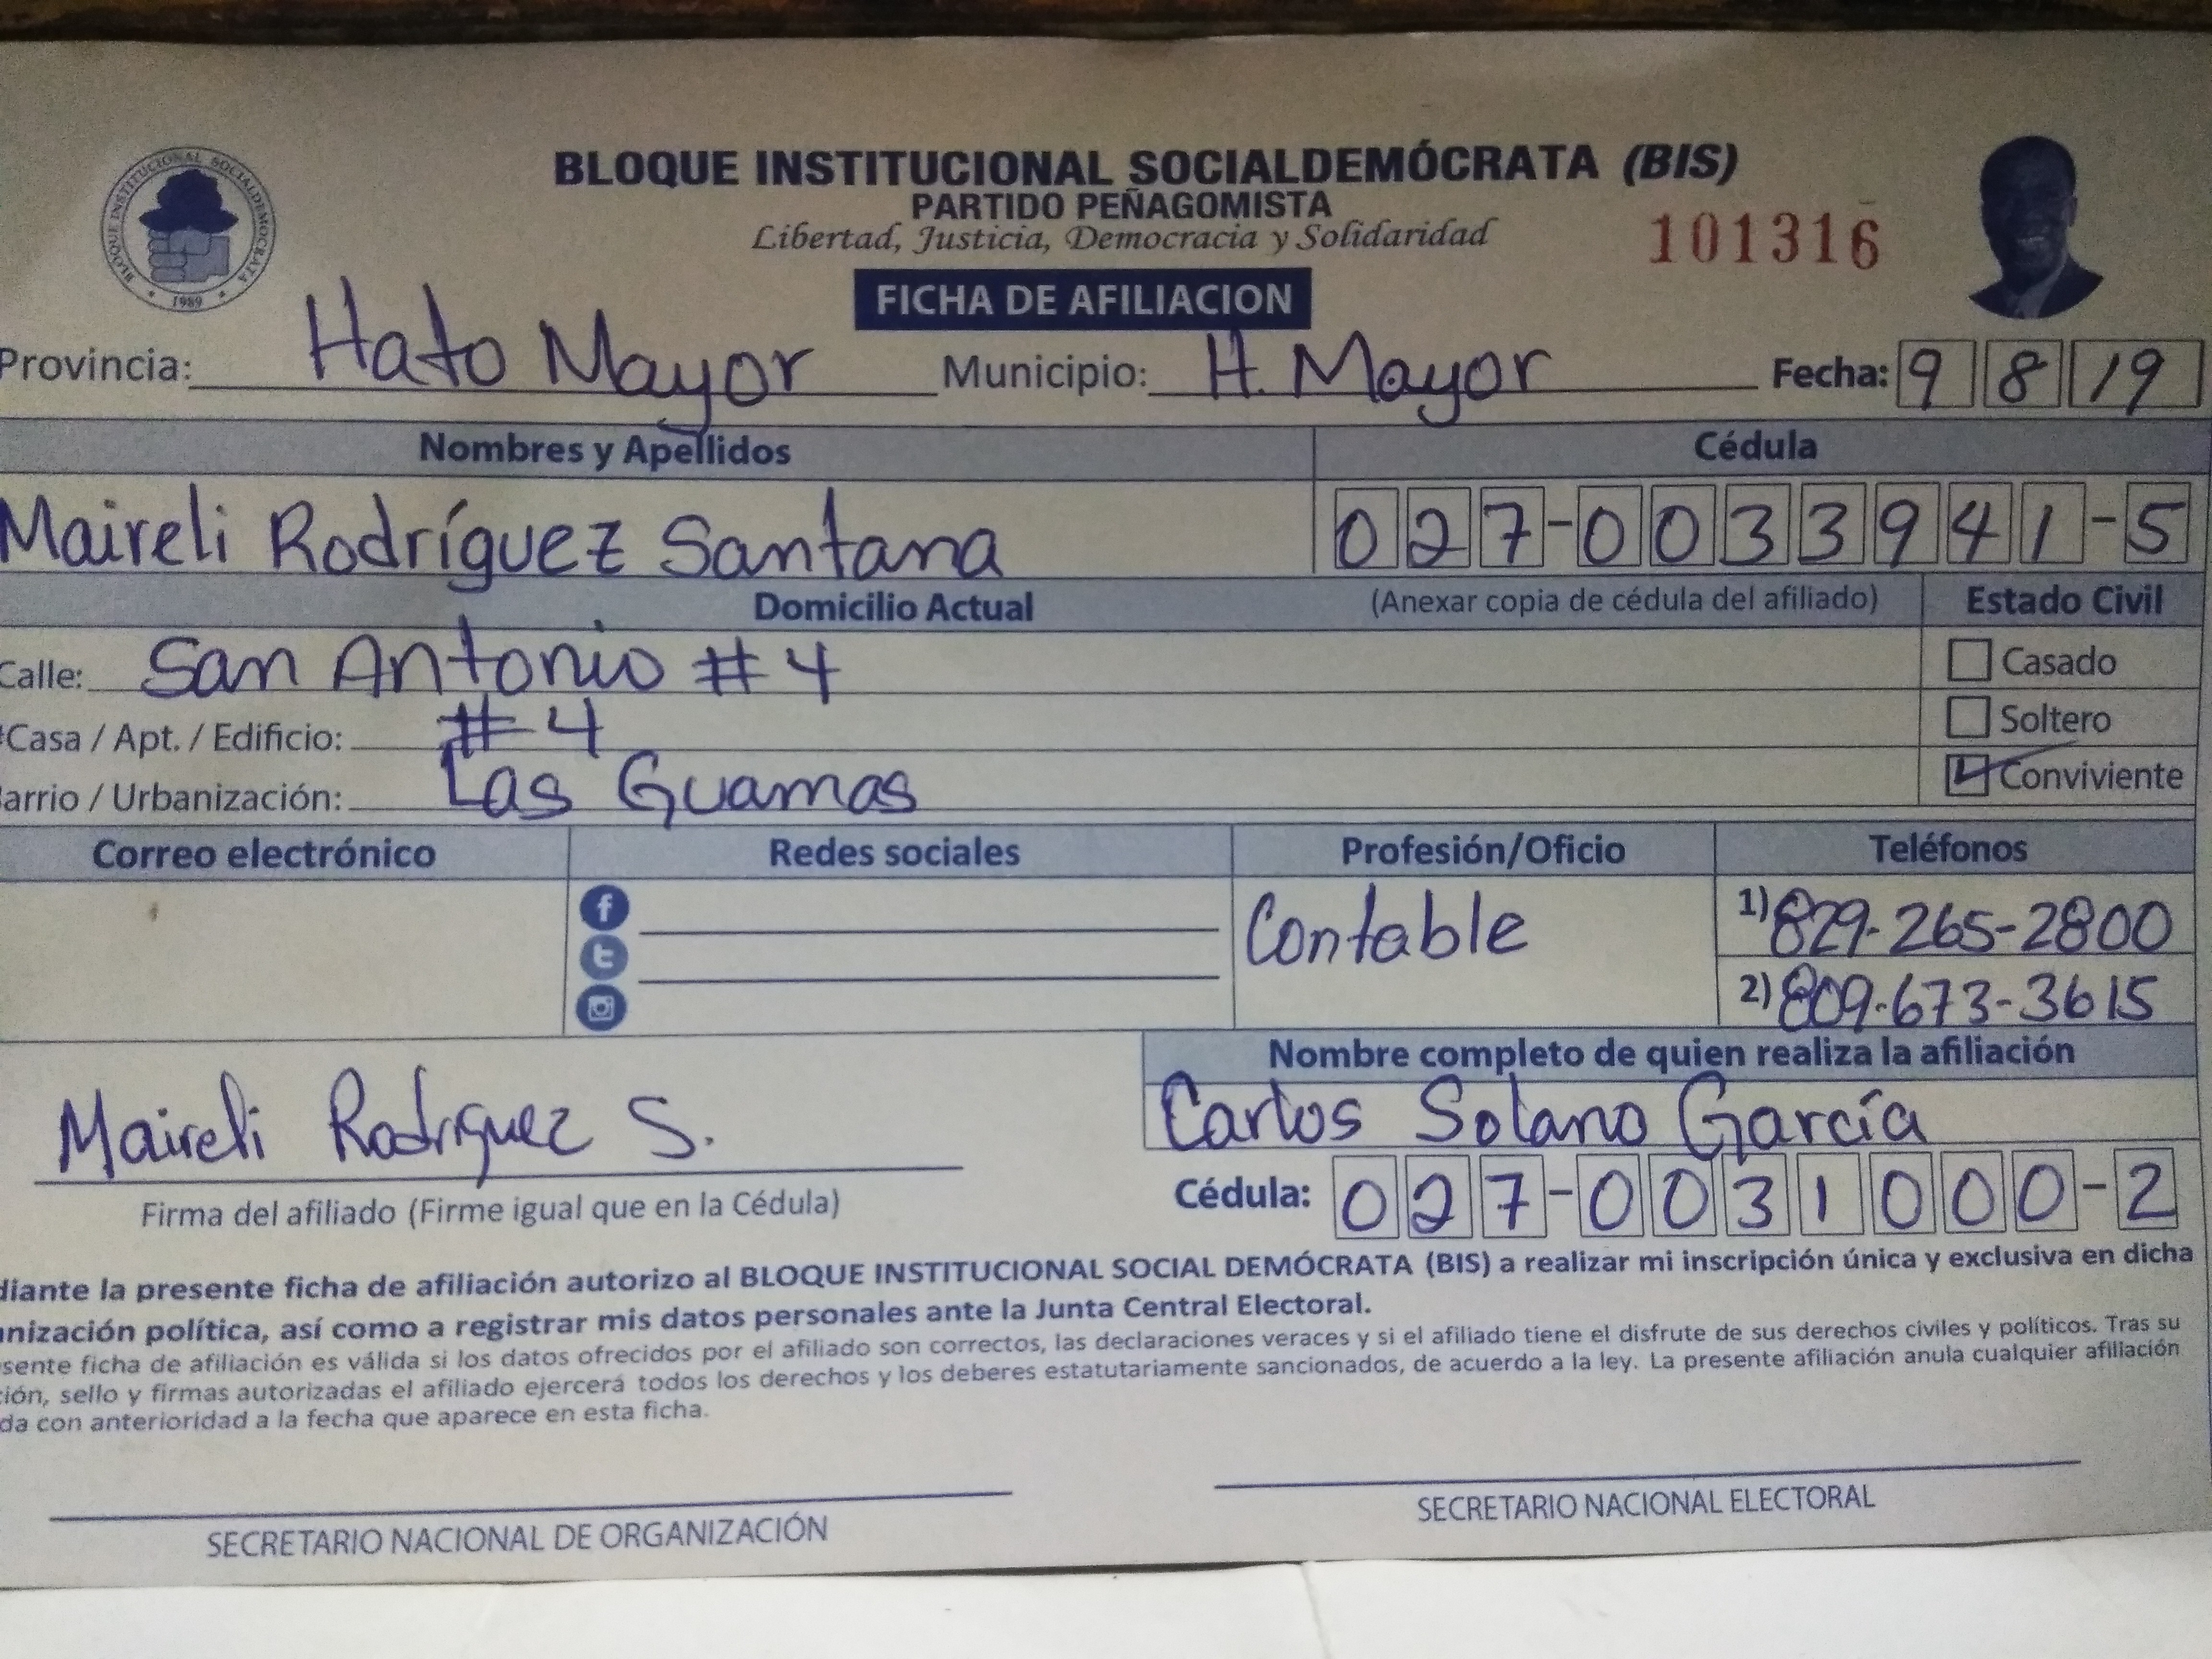 BLOQUE INSTITUCIONAL SOCIALDEMÓCRATA (BIS)
PARTIDO PEÑAGOMISTA
Libertad, Justicia, Democracia y Solidaridad
101316
BLOQUE INSTITUCIONAL SOCIALDEMOCRATA
1989
FICHA DE AFILIACION
Provincia: Hato Mayor Municipio: H. Mayor Fecha: 9 8 19
Nombres y Apellidos Cédula
Maireli Rodríguez Santana 027-0033941-5
Domicilio Actual (Anexar copia de cédula del afiliado) Estado Civil
Calle: San Antonio #4 Casado
#Casa / Apt. / Edificio: #4 Soltero
arrio / Urbanización: Las Guamas Conviviente
Correo electrónico Redes sociales Profesión/Oficio Teléfonos
Contable 1) 829-265-2800
2) 809-673-3615
Nombre completo de quien realiza la afiliación
Maireli Rodriguez S. Carlos Solano García
Firma del afiliado (Firme igual que en la Cédula) Cédula: 027-0031000-2
diante la presente ficha de afiliación autorizo al BLOQUE INSTITUCIONAL SOCIAL DEMÓCRATA (BIS) a realizar mi inscripción única y exclusiva en dicha
nización política, así como a registrar mis datos personales ante la Junta Central Electoral.
sente ficha de afiliación es válida si los datos ofrecidos por el afiliado son correctos, las declaraciones veraces y si el afiliado tiene el disfrute de sus derechos civiles y políticos. Tras su
ión, sello y firmas autorizadas el afiliado ejercerá todos los derechos y los deberes estatutariamente sancionados, de acuerdo a la ley. La presente afiliación anula cualquier afiliación
da con anterioridad a la fecha que aparece en esta ficha.
SECRETARIO NACIONAL DE ORGANIZACIÓN SECRETARIO NACIONAL ELECTORAL